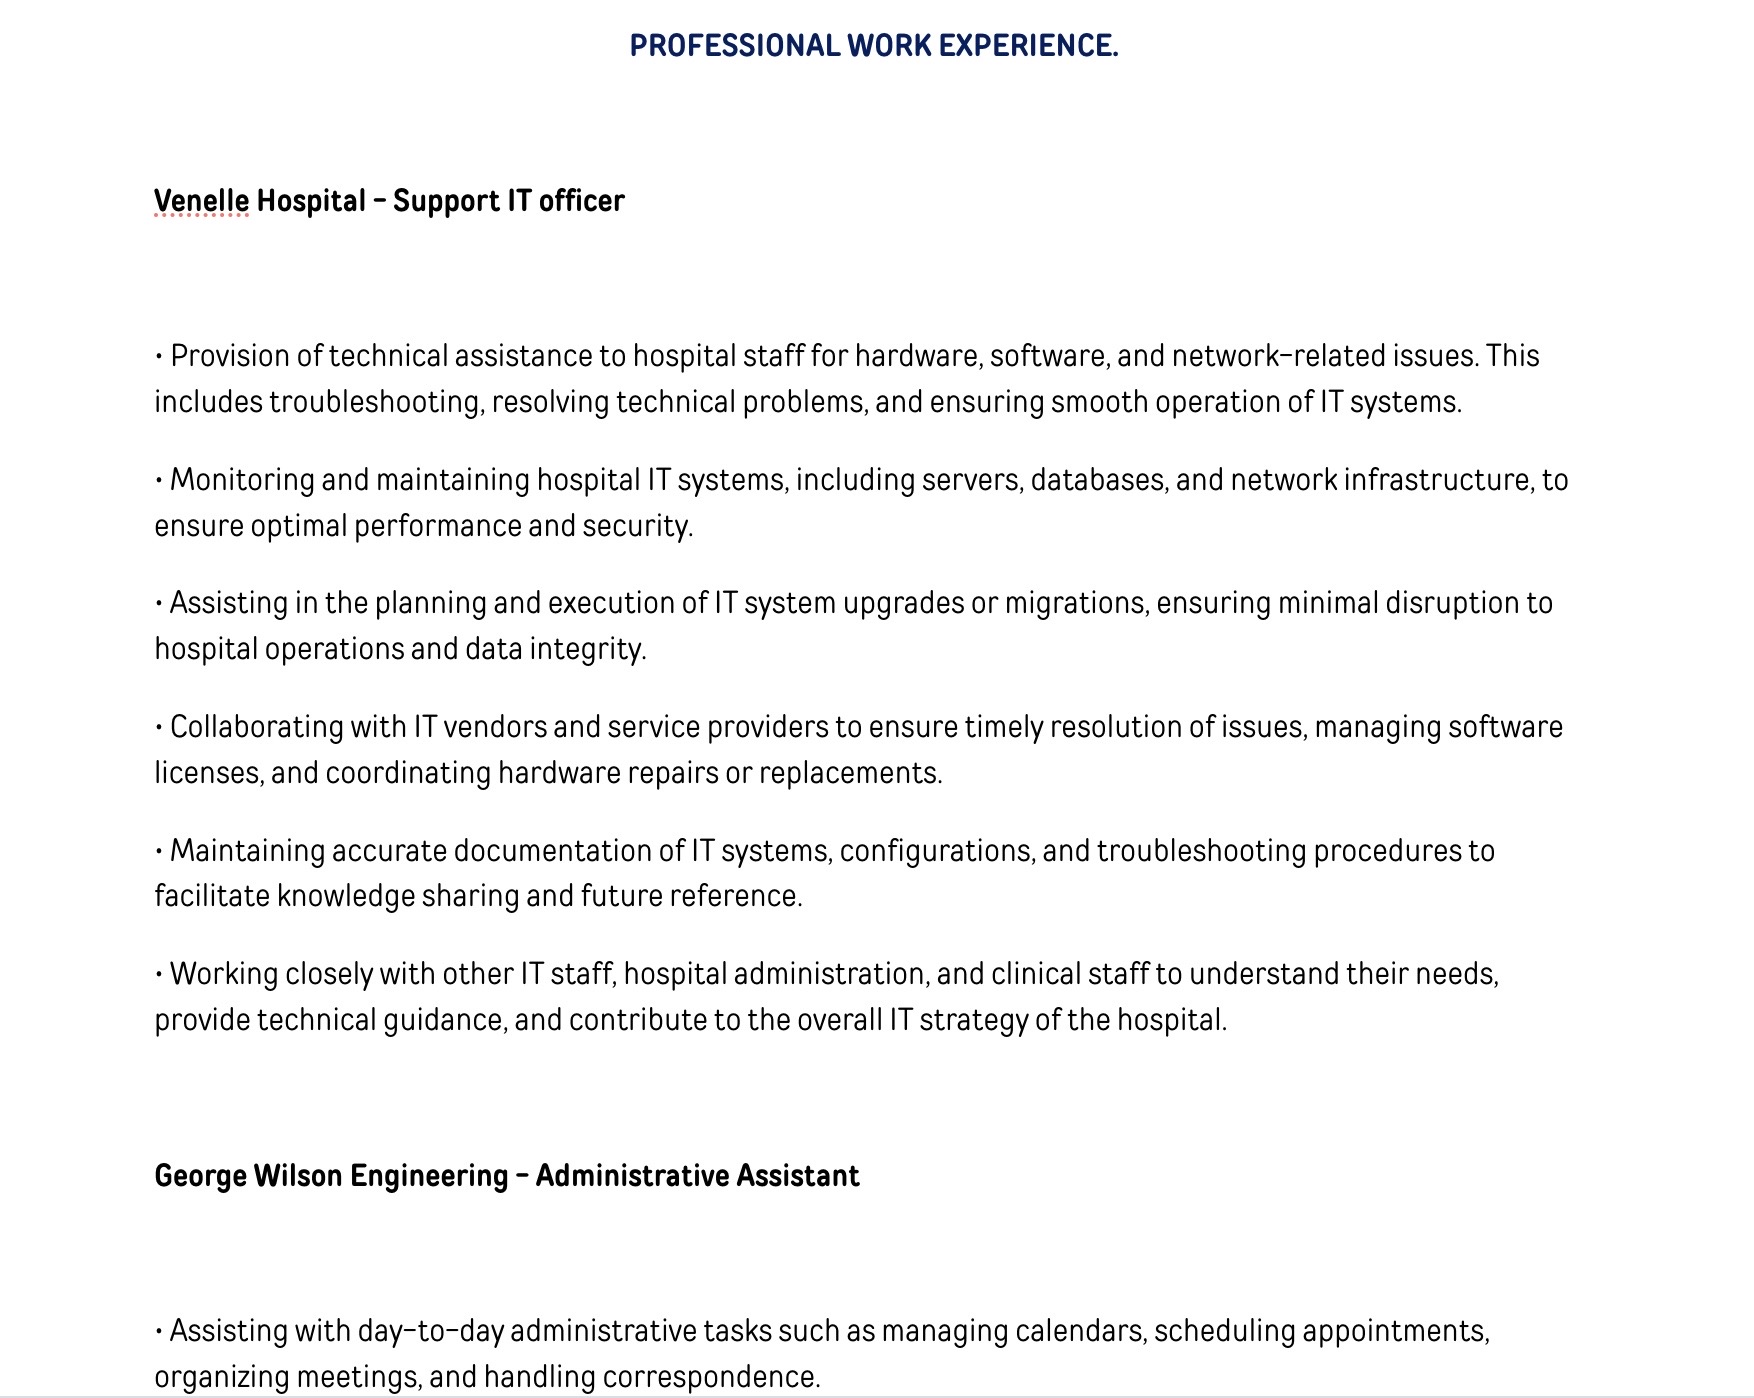 PROFESSIONAL WORK EXPERIENCE.
Venelle Hospital – Support IT officer
• Provision of technical assistance to hospital staff for hardware, software, and network-related issues. This
includes troubleshooting, resolving technical problems, and ensuring smooth operation of IT systems.
• Monitoring and maintaining hospital IT systems, including servers, databases, and network infrastructure, to
ensure optimal performance and security.
• Assisting in the planning and execution of IT system upgrades or migrations, ensuring minimal disruption to
hospital operations and data integrity.
• Collaborating with IT vendors and service providers to ensure timely resolution of issues, managing software
licenses, and coordinating hardware repairs or replacements.
• Maintaining accurate documentation of IT systems, configurations, and troubleshooting procedures to
facilitate knowledge sharing and future reference.
• Working closely with other IT staff, hospital administration, and clinical staff to understand their needs,
provide technical guidance, and contribute to the overall IT strategy of the hospital.
George Wilson Engineering – Administrative Assistant
• Assisting with day-to-day administrative tasks such as managing calendars, scheduling appointments,
organizing meetings, and handling correspondence.